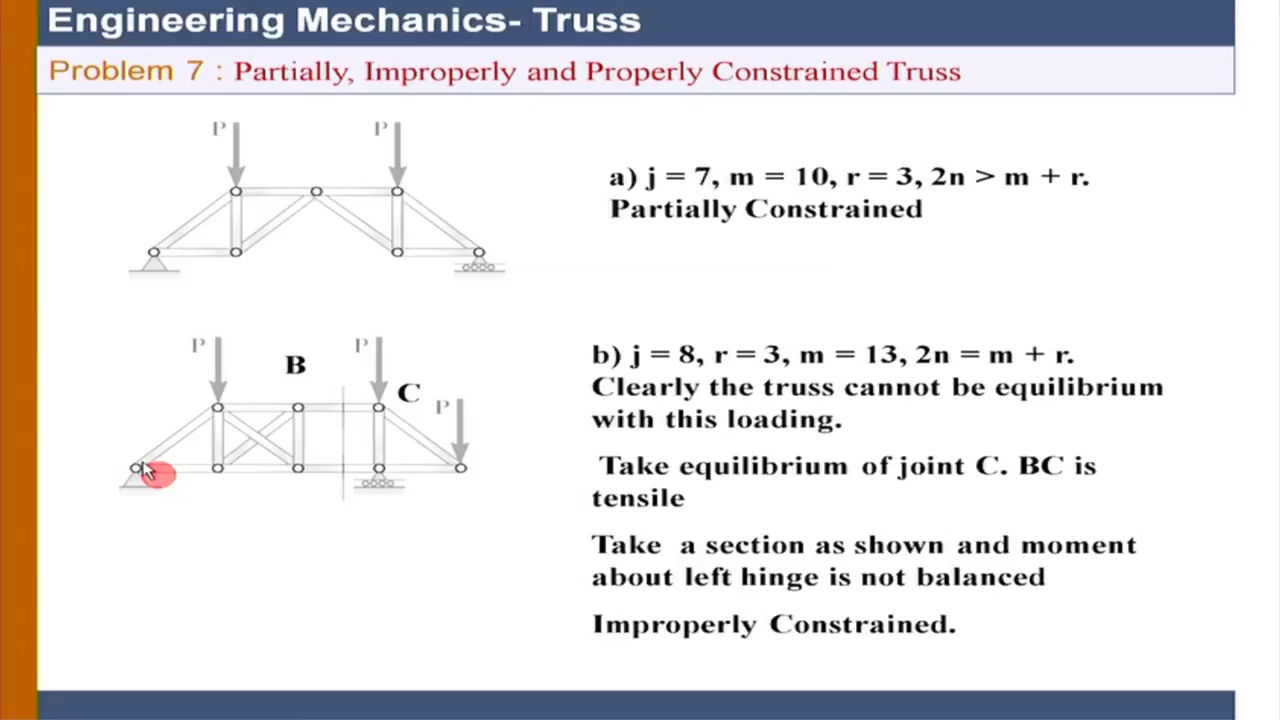 Engineering Mechanics- Truss
Problem 7 : Partially, Improperly and Properly Constrained Truss
P P
a) j = 7, m = 10, r = 3, 2n > m + r.
Partially Constrained
P B P C P
b) j = 8, r = 3, m = 13, 2n = m + r.
Clearly the truss cannot be equilibrium
with this loading.
Take equilibrium of joint C. BC is
tensile
Take a section as shown and moment
about left hinge is not balanced
Improperly Constrained.